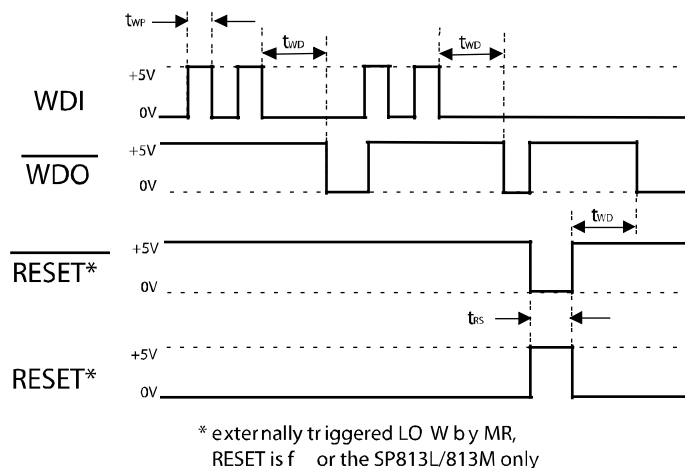 tWP
tWD
tWD
+5V
WDI
0V
+5V
WDO
0V
tWD
+5V
RESET*
0V
tRS
+5V
RESET*
0V
* externally triggered LO W by MR,
RESET is f or the SP813L/813M only